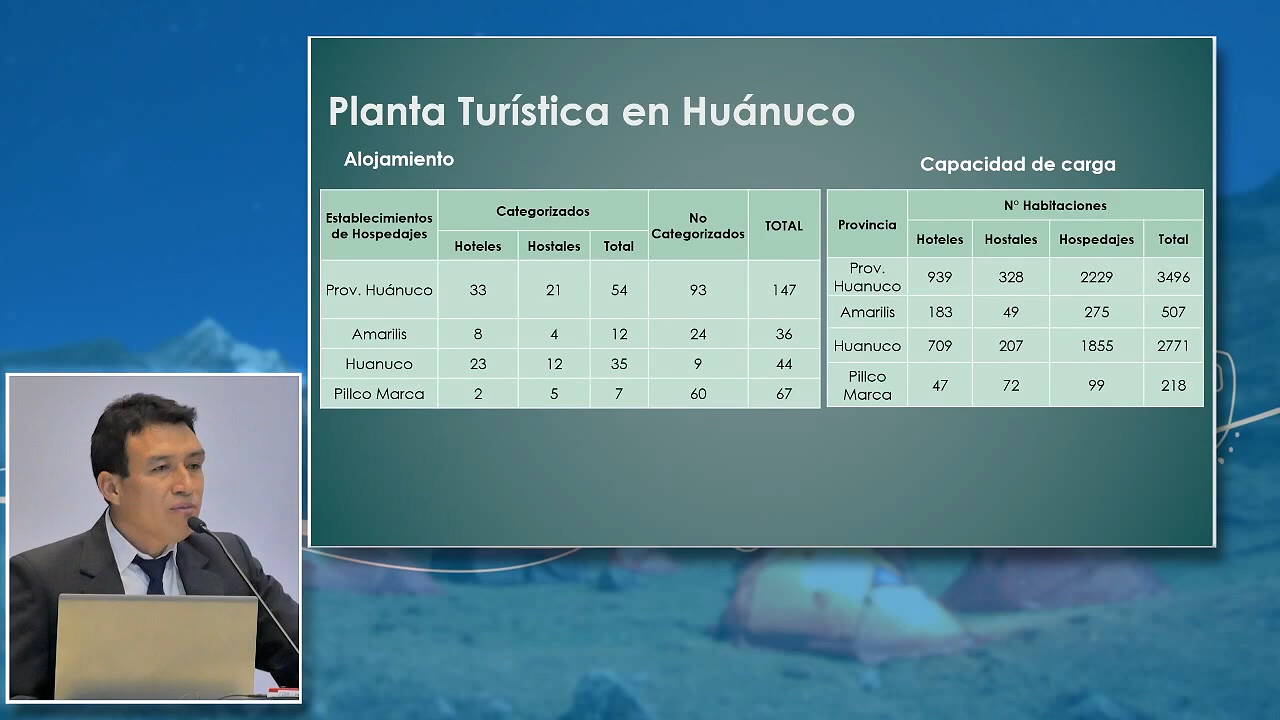 Planta Turística en Huánuco
Alojamiento
Establecimientos de Hospedajes Categorizados No Categorizados TOTAL
Hoteles Hostales Total
Prov. Huánuco 33 21 54 93 147
Amarilis 8 4 12 24 36
Huanuco 23 12 35 9 44
Pillco Marca 2 5 7 60 67
Capacidad de carga
Provincia N° Habitaciones
Hoteles Hostales Hospedajes Total
Prov. Huanuco 939 328 2229 3496
Amarilis 183 49 275 507
Huanuco 709 207 1855 2771
Pillco Marca 47 72 99 218